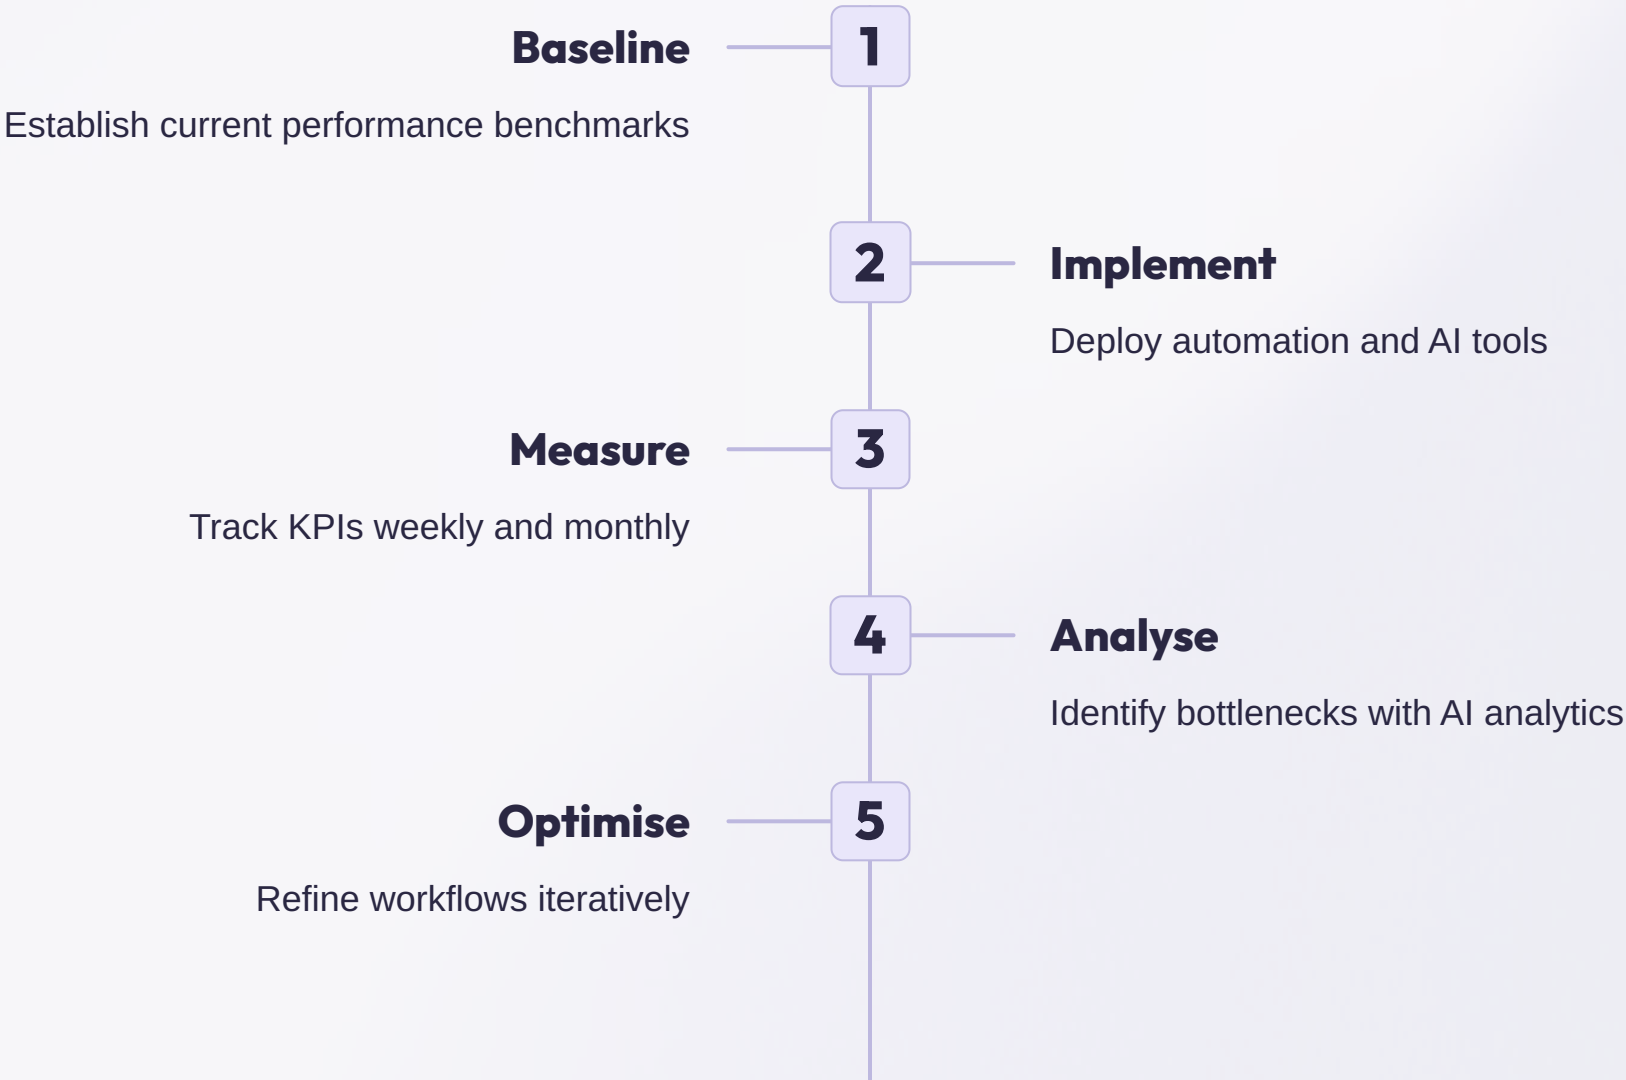 Baseline
1
Establish current performance benchmarks
2
Implement
Deploy automation and AI tools
Measure
3
Track KPIs weekly and monthly
4
Analyse
Identify bottlenecks with AI analytics
Optimise
5
Refine workflows iteratively